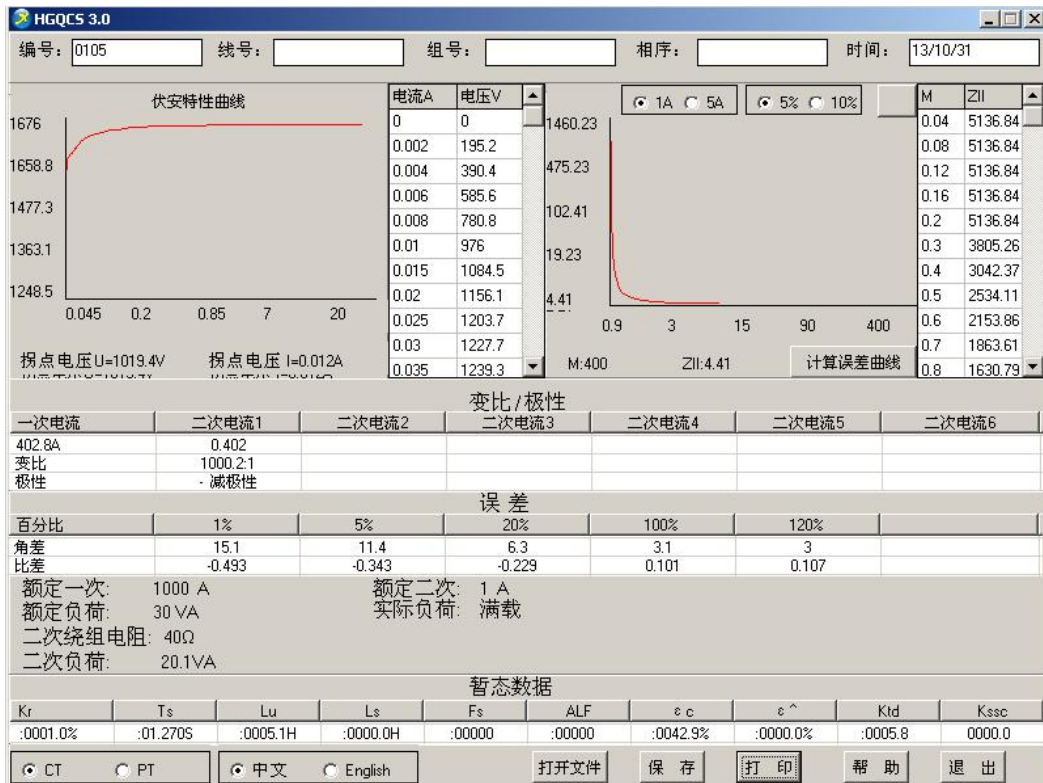 HGQCS 3.0
编号: 0105 线号: 组号: 相序: 时间: 13/10/31
伏安特性曲线
1676
1658.8
1477.3
1363.1
1248.5
0.045 0.2 0.85 7 20
拐点电压U=1019.4V 拐点电压 I=0.012A
电流A 电压V
0 0
0.002 195.2
0.004 390.4
0.006 585.6
0.008 780.8
0.01 976
0.015 1084.5
0.02 1156.1
0.025 1203.7
0.03 1227.7
0.035 1239.3
1A 5A 5% 10%
1460.23
475.23
102.41
19.23
4.41
0.9 3 15 90 400
M:400 ZII:4.41 计算误差曲线
M ZII
0.04 5136.84
0.08 5136.84
0.12 5136.84
0.16 5136.84
0.2 5136.84
0.3 3805.26
0.4 3042.37
0.5 2534.11
0.6 2153.86
0.7 1863.61
0.8 1630.79
变比/极性
一次电流 二次电流1 二次电流2 二次电流3 二次电流4 二次电流5 二次电流6
402.8A 0.402
变比 1000.2:1
极性 - 减极性
误 差
百分比 1% 5% 20% 100% 120%
角差 15.1 11.4 6.3 3.1 3
比差 -0.493 -0.343 -0.229 0.101 0.107
额定一次: 1000 A 额定二次: 1 A
额定负荷: 30 VA 实际负荷: 满载
二次绕组电阻: 40Ω
二次负荷: 20.1VA
暂态数据
Kr Ts Lu Ls Fs ALF ε c ε ^ Ktd Kssc
:0001.0% :01.270S :0005.1H :0000.0H :00000 :00000 :0042.9% :0000.0% :0005.8 0000.0
CT PT 中文 English 打开文件 保 存 打 印 帮 助 退 出